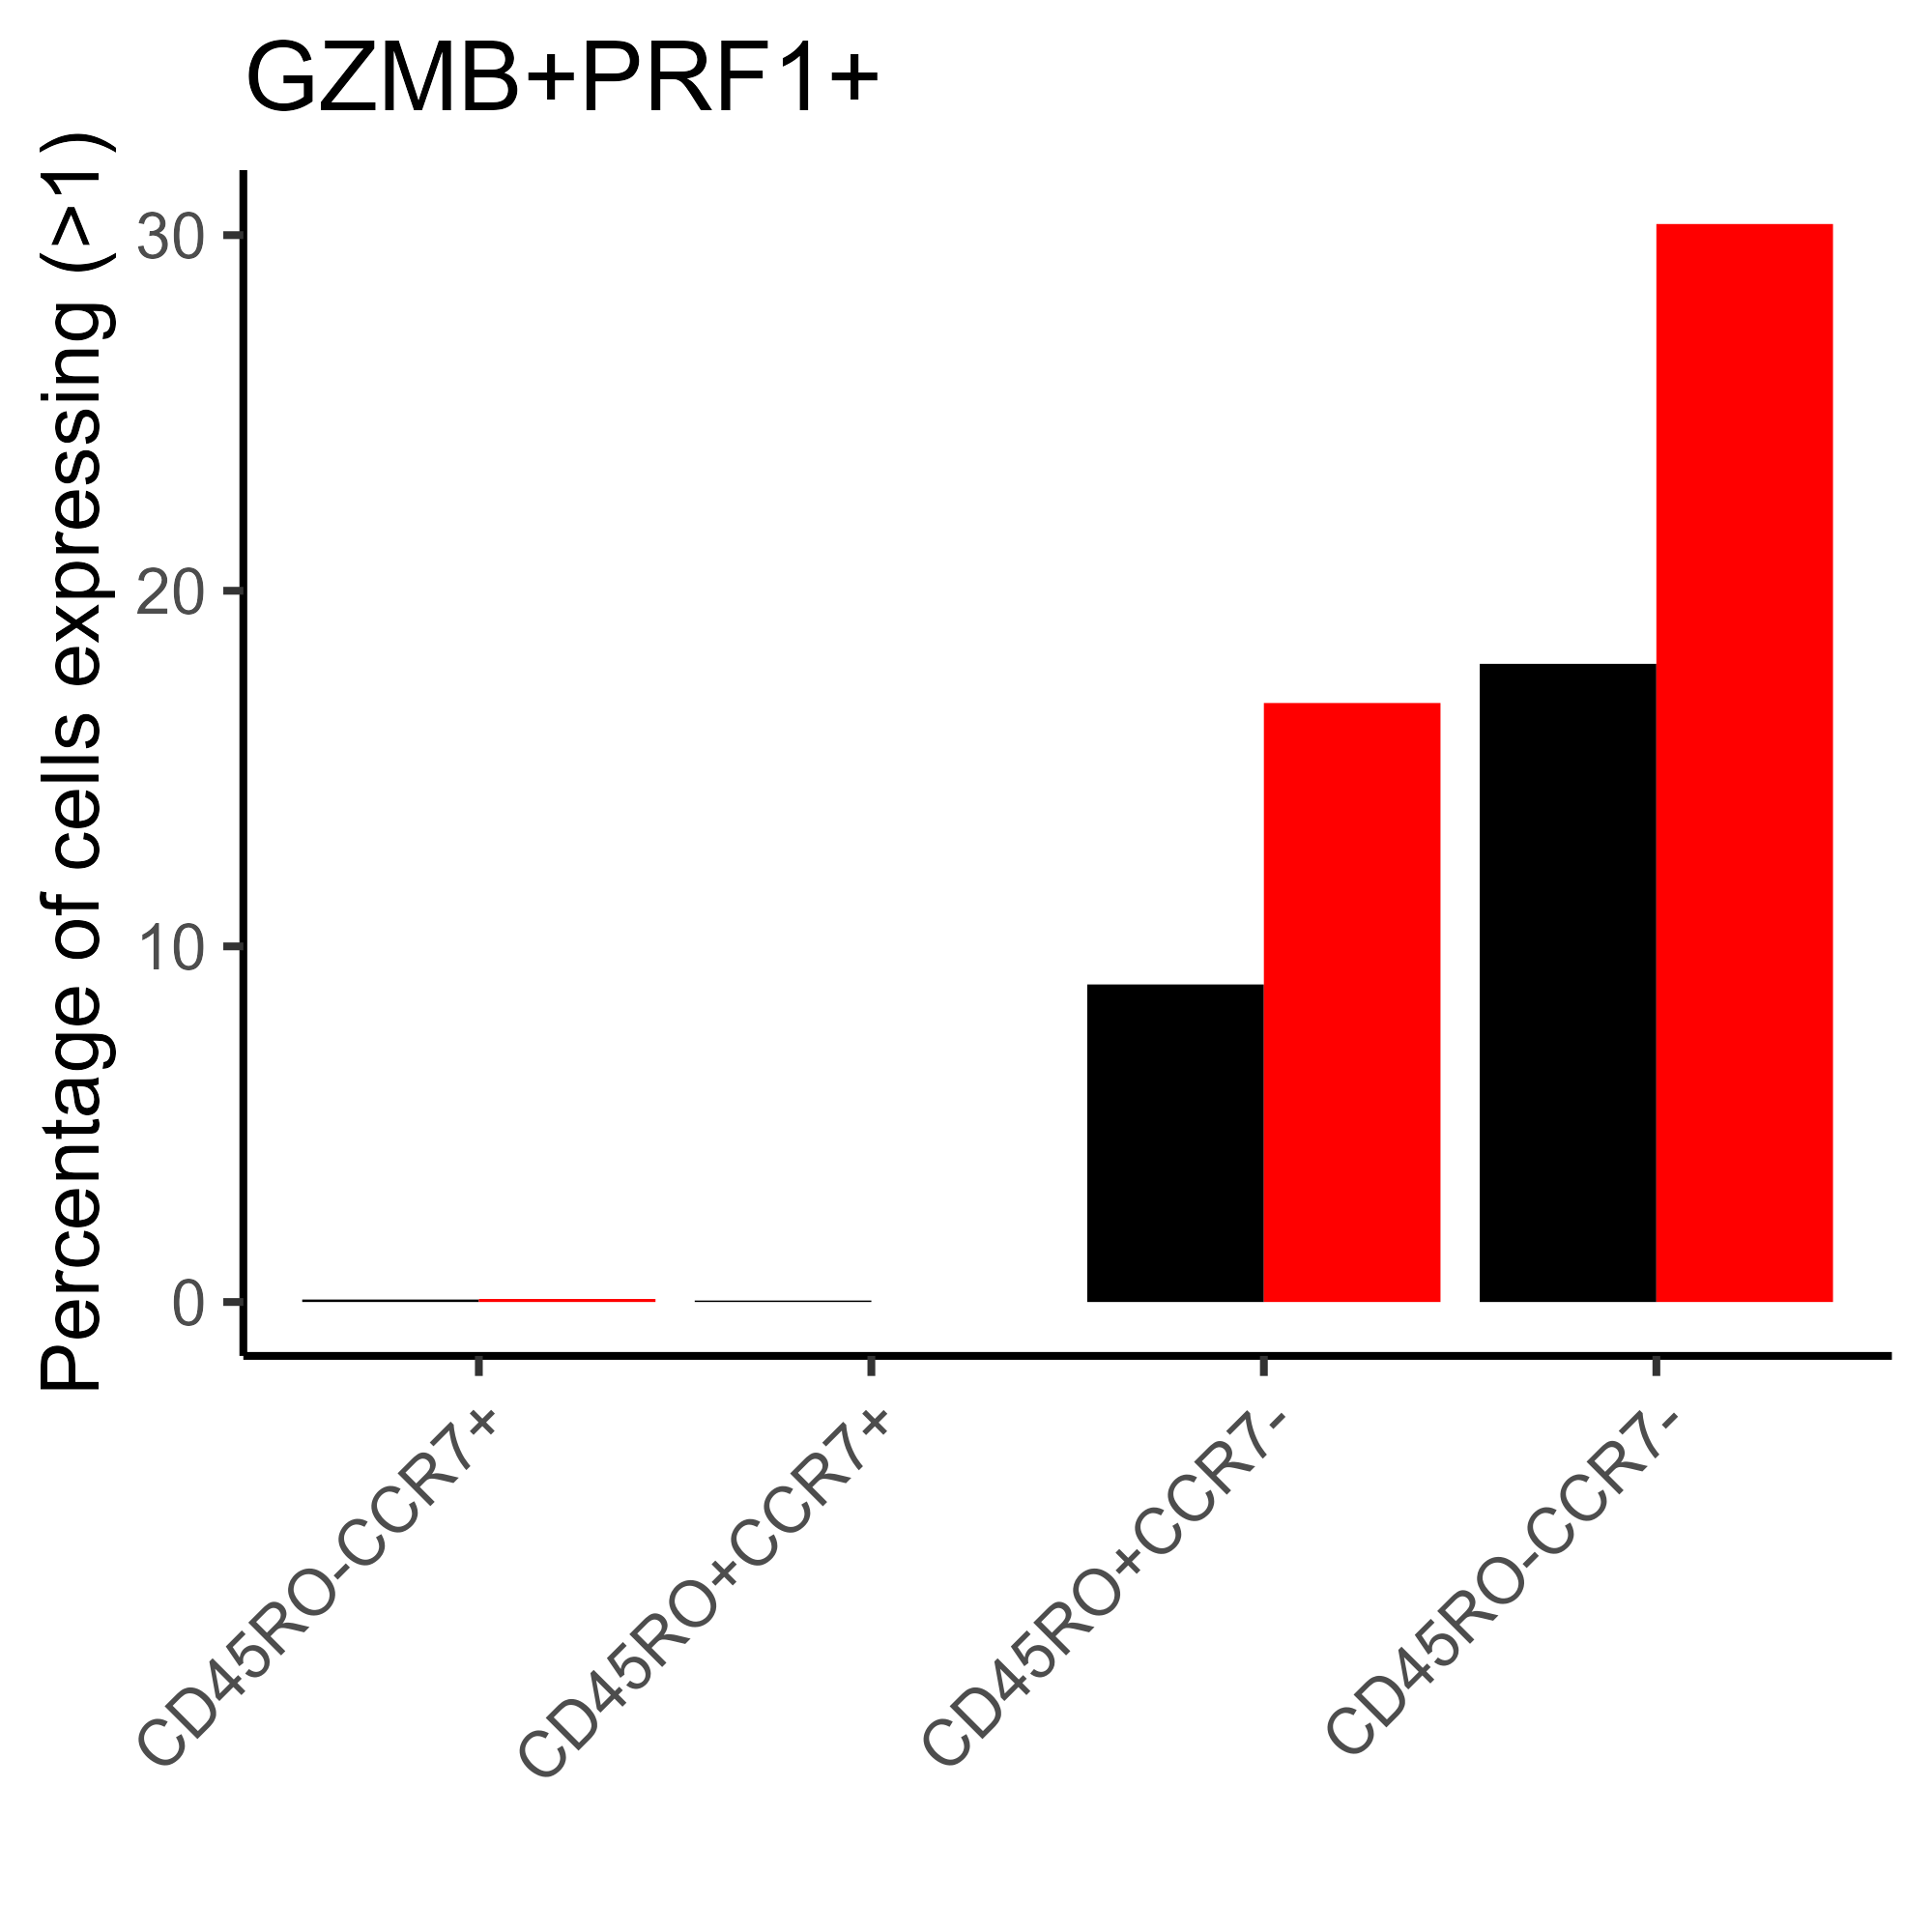 GZMB+PRF1+
Percentage of cells expressing (>1)
30
20
10
0
CD45RO-CCR7+
CD45RO+CCR7+
CD45RO+CCR7-
CD45RO-CCR7-